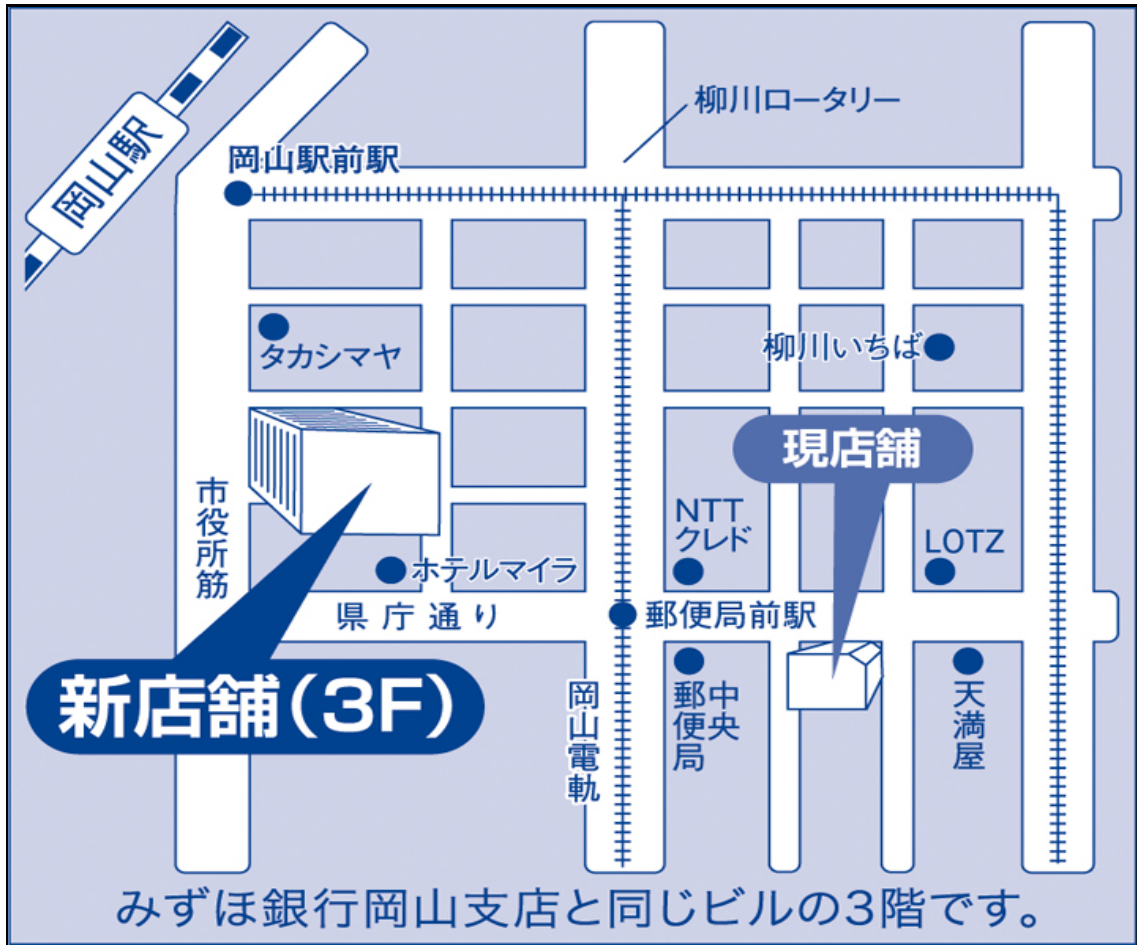 柳川ロータリー
岡山駅
岡山駅前駅
タカシマヤ
柳川いちば
現店舗
市役所筋
NTT
クレド
LOTZ
ホテルマイラ
県庁通り
郵便局前駅
新店舗(3F)
岡山電軌
中央
郵便局
天満屋
みずほ銀行岡山支店と同じビルの3階です。